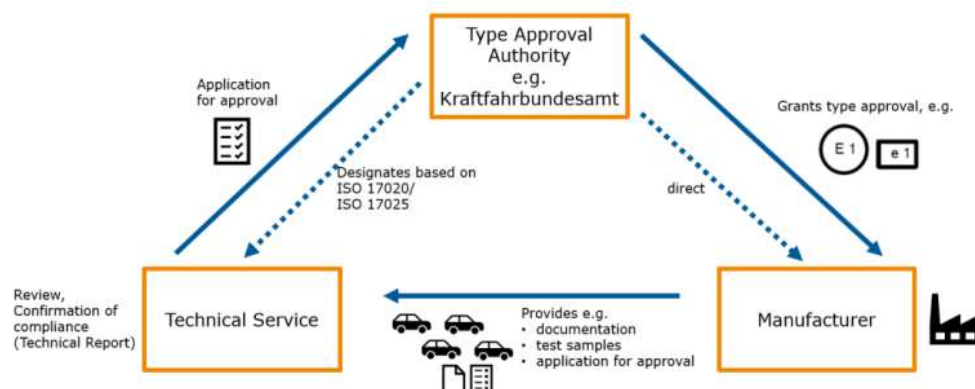 Type Approval
Authority
e.g.
Kraftfahrbundesamt
Application
for approval
Grants type approval, e.g.
E 1
e 1
Designates based on
ISO 17020/
ISO 17025
direct
Review,
Confirmation of
compliance
(Technical Report)
Technical Service
Provides e.g.
• documentation
• test samples
• application for approval
Manufacturer